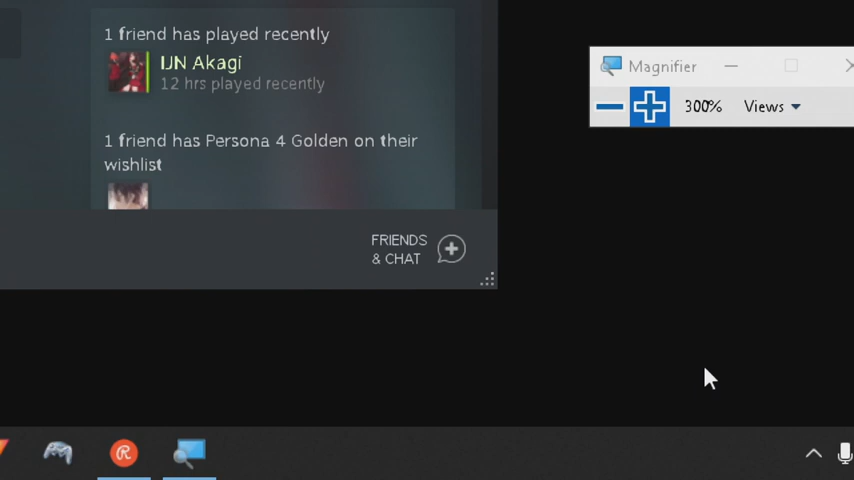 1 friend has played recently
IJN Akagi
12 hrs played recently
1 friend has Persona 4 Golden on their
wishlist
FRIENDS
& CHAT
Magnifier
300% Views